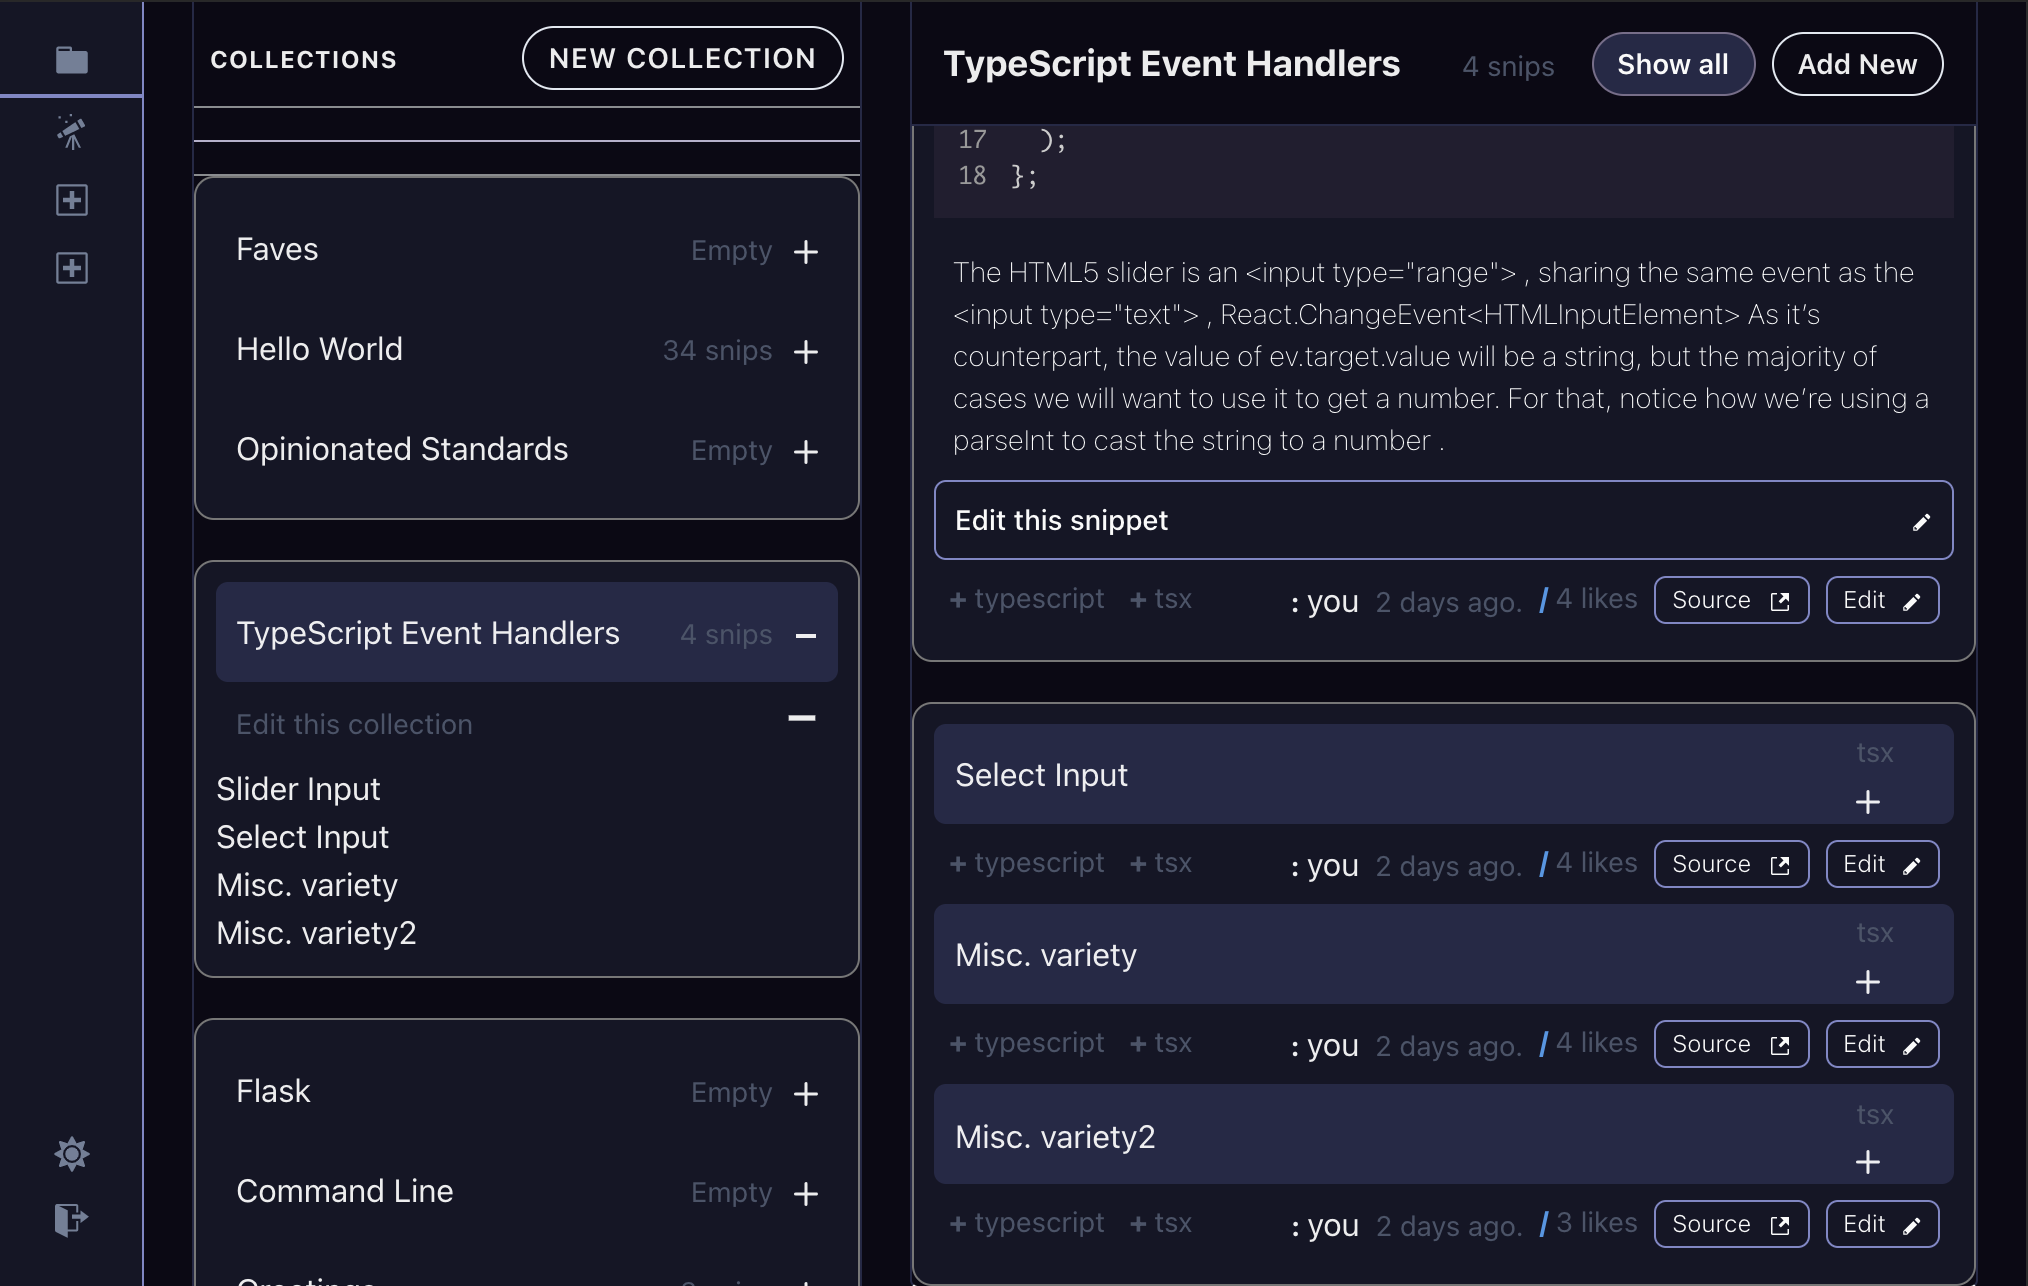 COLLECTIONS
NEW COLLECTION
Faves Empty +
Hello World 34 snips +
Opinionated Standards Empty +
TypeScript Event Handlers 4 snips −
Edit this collection −
Slider Input
Select Input
Misc. variety
Misc. variety2
Flask Empty +
Command Line Empty +
TypeScript Event Handlers 4 snips Show all Add New
17 );
18 };
The HTML5 slider is an <input type="range"> , sharing the same event as the
<input type="text"> , React.ChangeEvent<HTMLInputElement> As it’s
counterpart, the value of ev.target.value will be a string, but the majority of
cases we will want to use it to get a number. For that, notice how we’re using a
parseInt to cast the string to a number .
Edit this snippet
+ typescript + tsx : you 2 days ago. / 4 likes Source Edit
Select Input tsx +
+ typescript + tsx : you 2 days ago. / 4 likes Source Edit
Misc. variety tsx +
+ typescript + tsx : you 2 days ago. / 4 likes Source Edit
Misc. variety2 tsx +
+ typescript + tsx : you 2 days ago. / 3 likes Source Edit